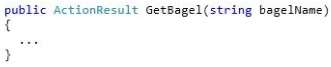 public ActionResult GetBagel(string bagelName)
{
...
}